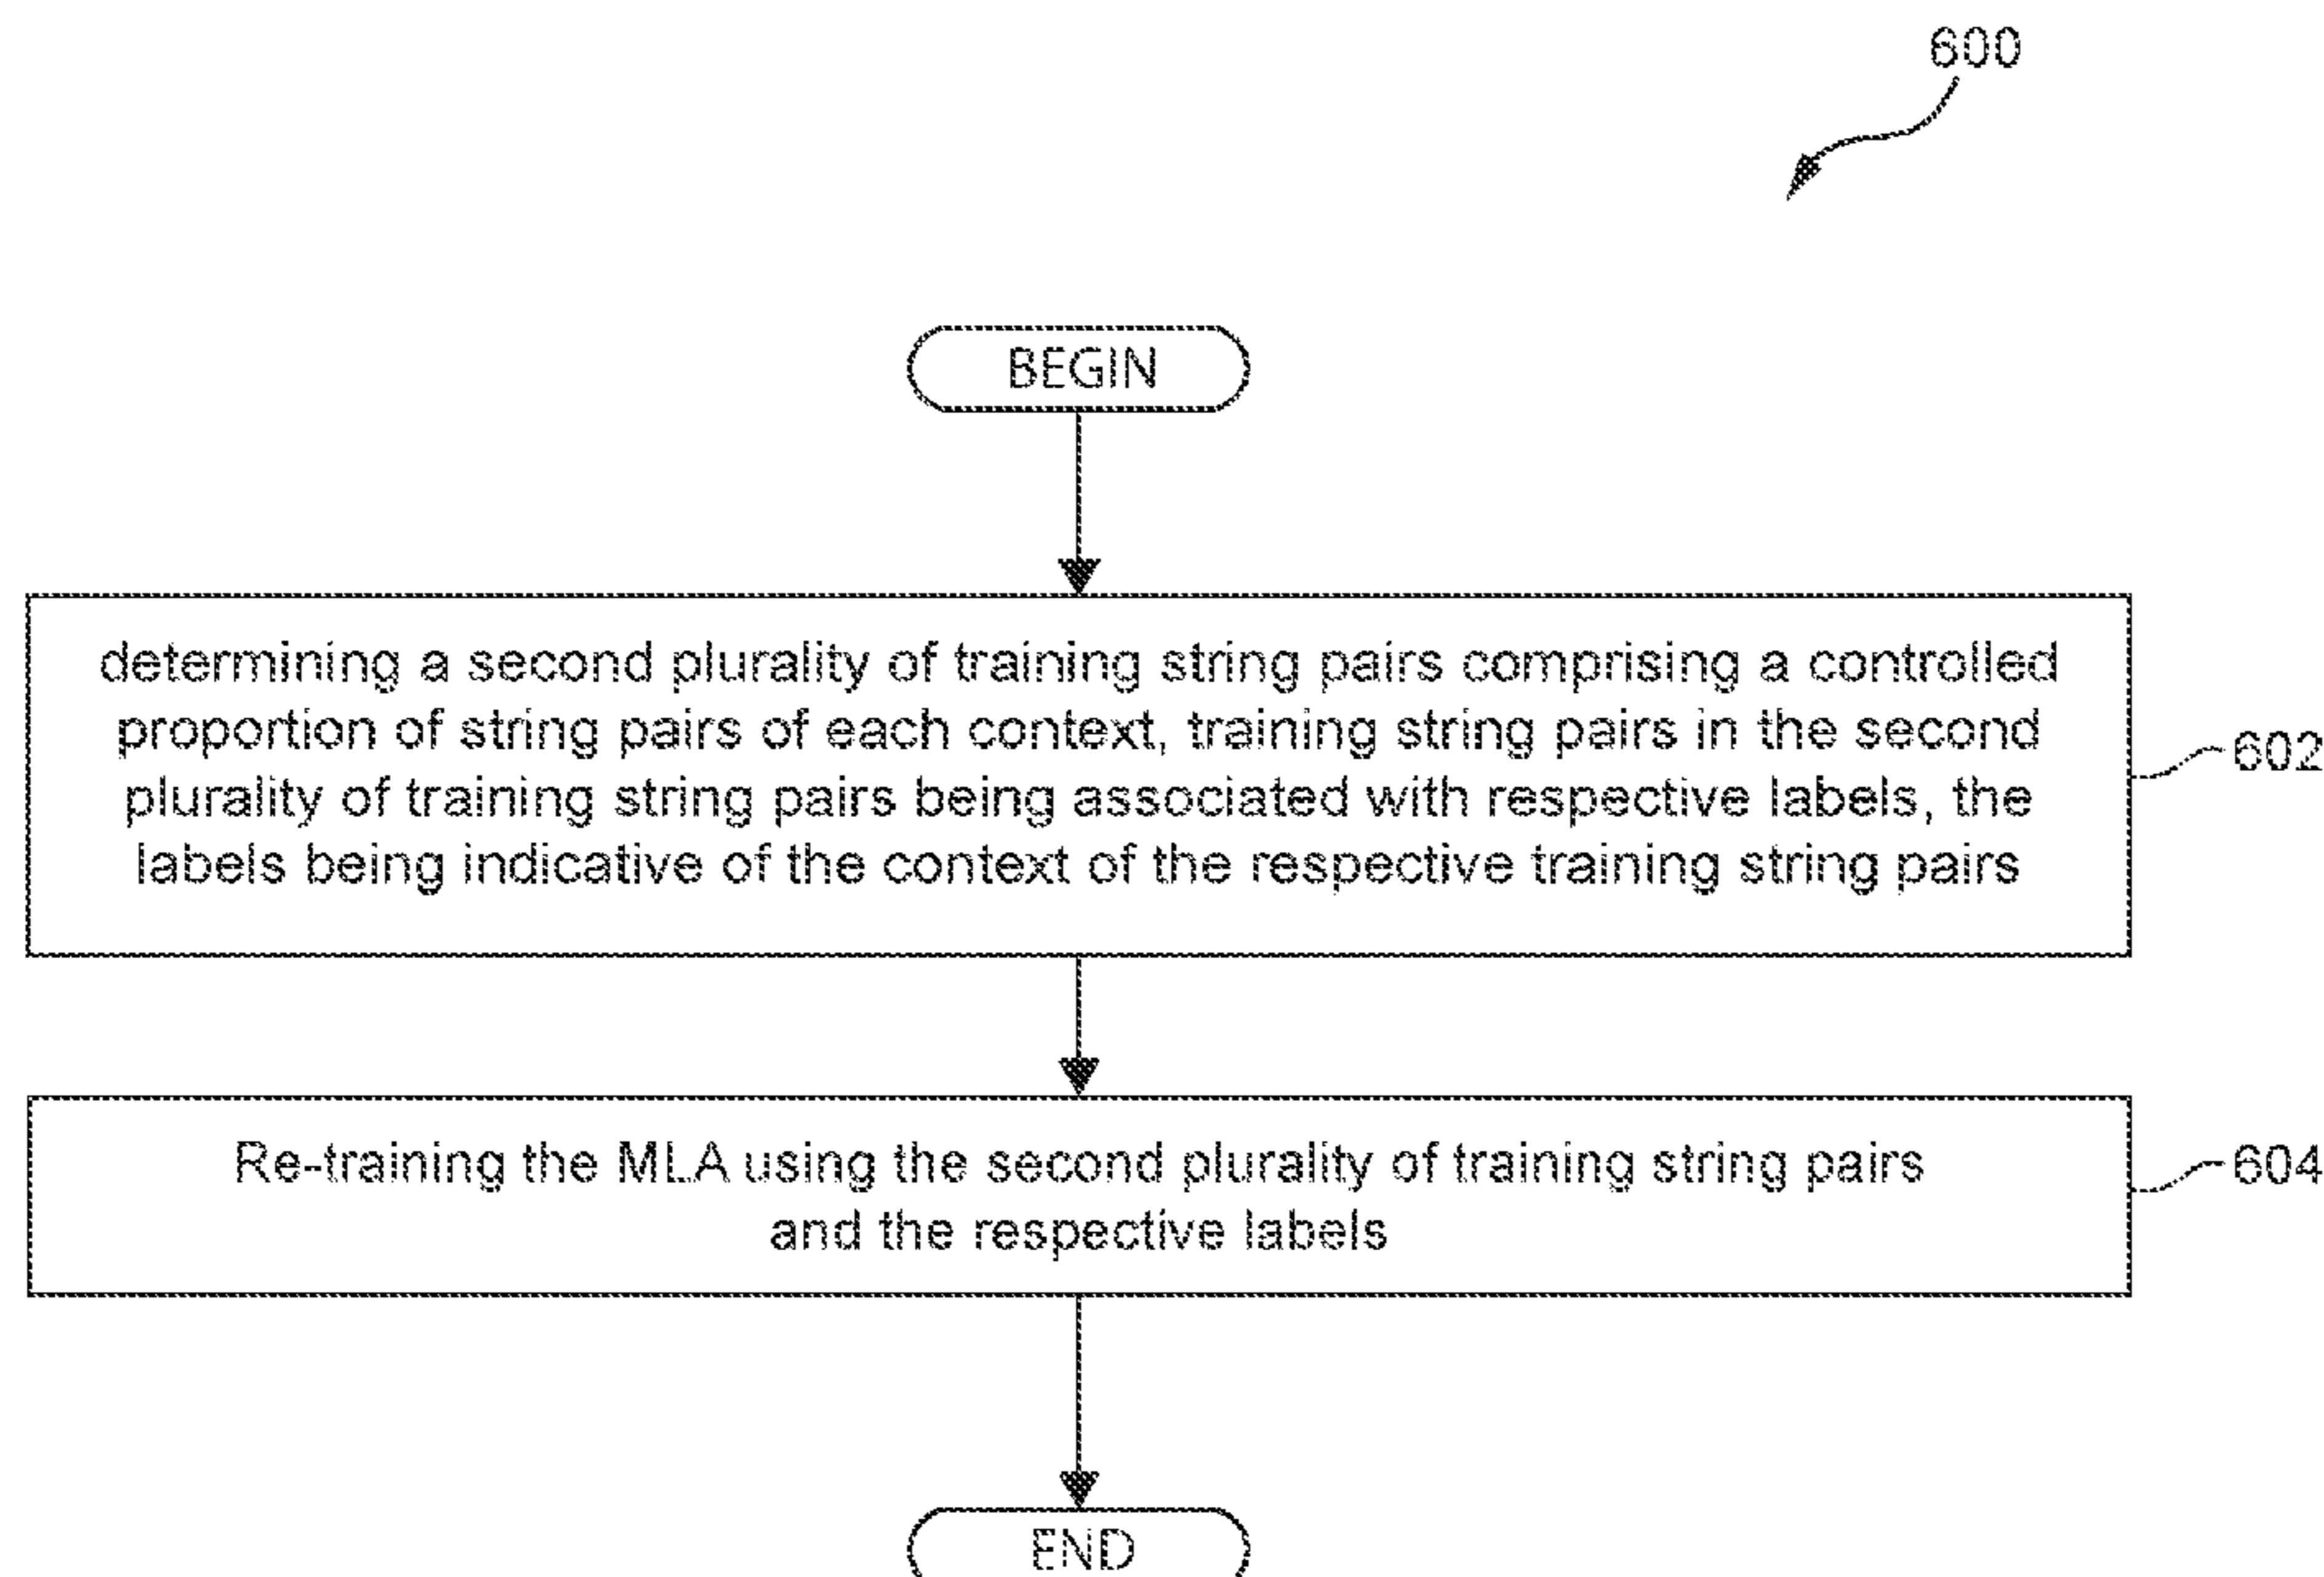 600
BEGIN
determining a second plurality of training string pairs comprising a controlled
proportion of string pairs of each context, training string pairs in the second
plurality of training string pairs being associated with respective labels, the
labels being indicative of the context of the respective training string pairs
602
Re-training the MLA using the second plurality of training string pairs
and the respective labels
604
END